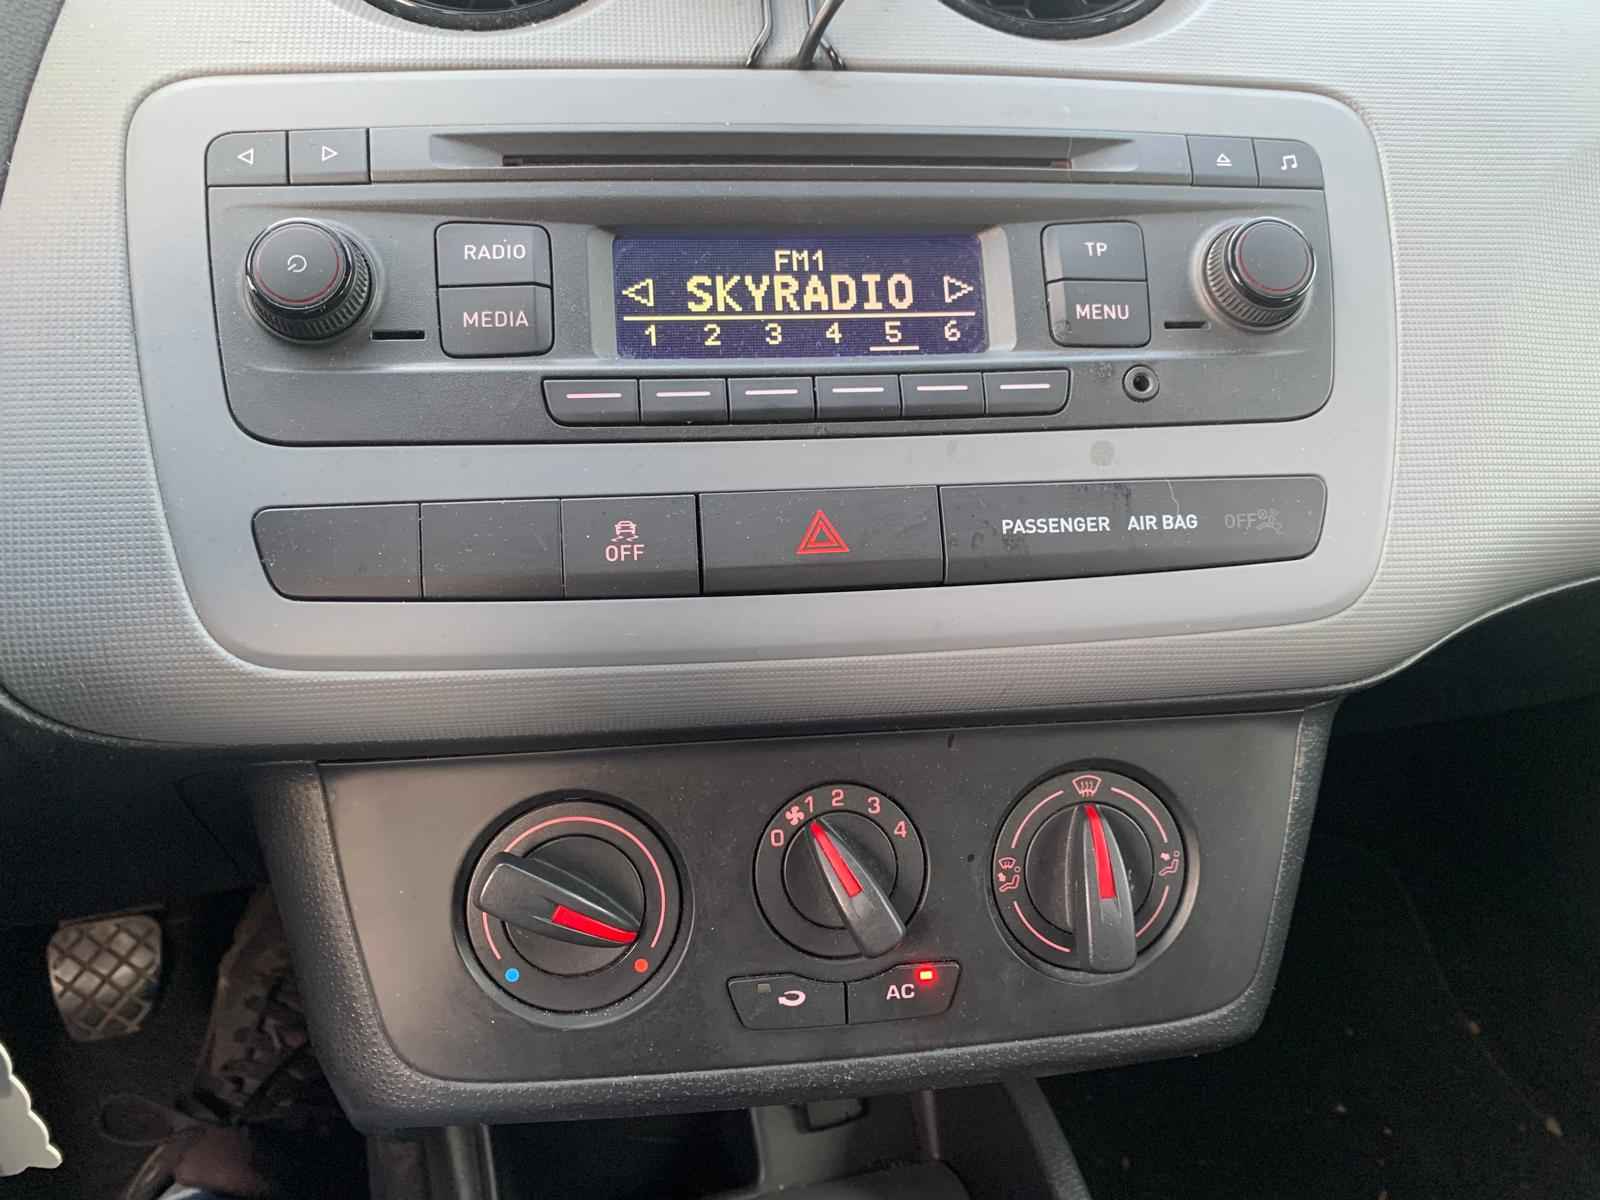 RADIO
MEDIA
FM1
SKYRADIO
1 2 3 4 5 6
TP
MENU
OFF
PASSENGER AIR BAG OFF
0 1 2 3 4
AC